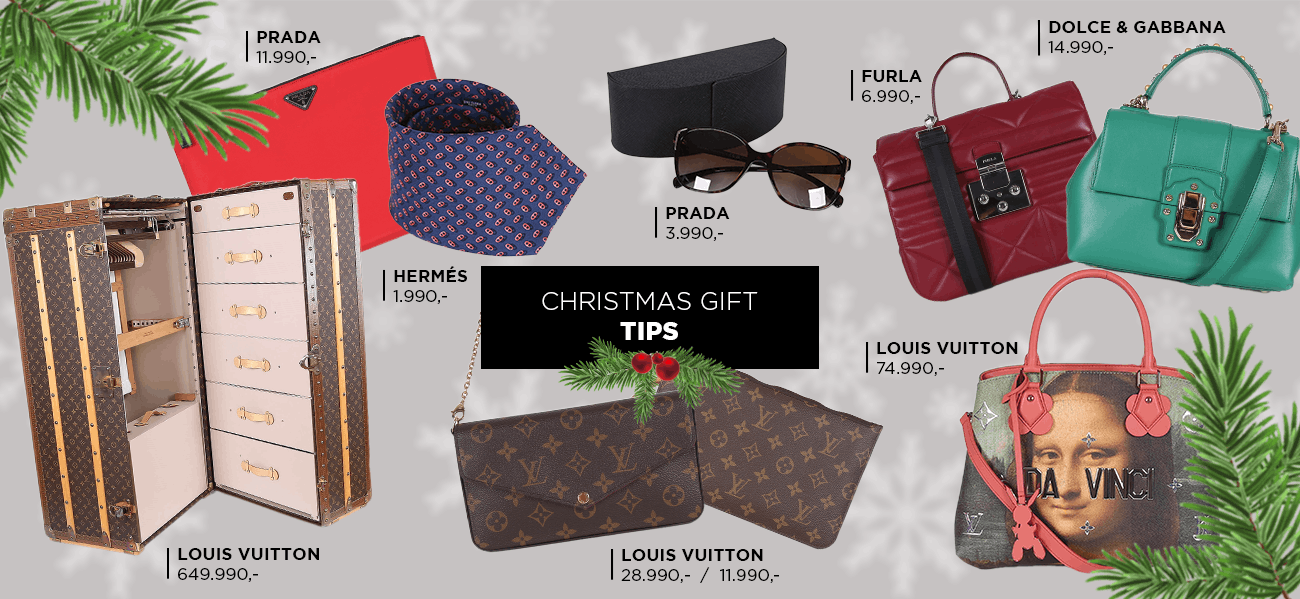 PRADA
11.990,-
DOLCE & GABBANA
14.990,-
FURLA
6.990,-
PRADA
3.990,-
HERMÉS
1.990,-
CHRISTMAS GIFT
TIPS
LOUIS VUITTON
74.990,-
DA VINCI
LOUIS VUITTON
649.990,-
LOUIS VUITTON
28.990,- / 11.990,-